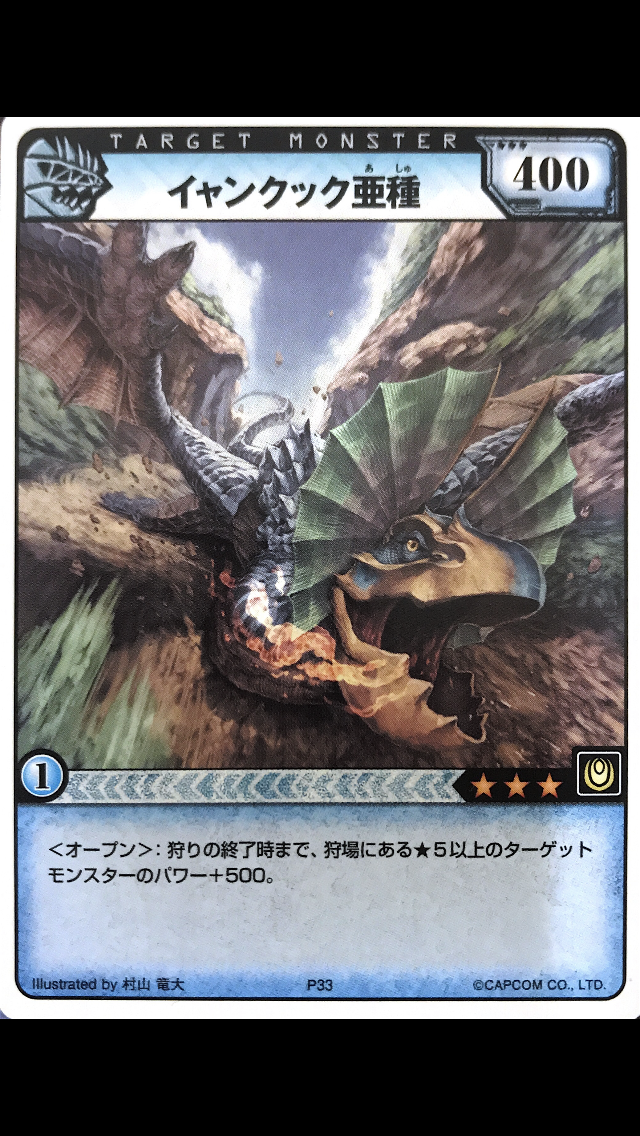 TARGET MONSTER
400
あ しゅ
イャンクック亜種
1
★★★
＜オープン＞：狩りの終了時まで、狩場にある★５以上のターゲット
モンスターのパワー＋500。
Illustrated by 村山 竜大 P33 ©CAPCOM CO., LTD.